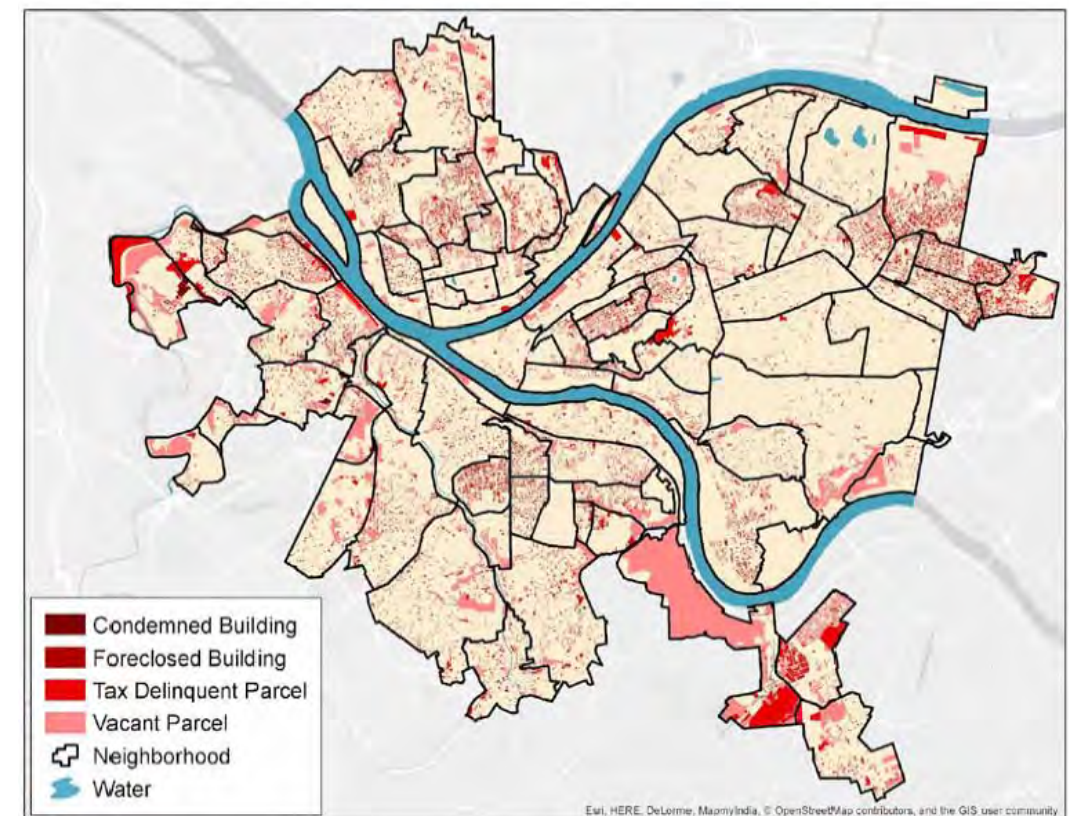 Condemned Building
Foreclosed Building
Tax Delinquent Parcel
Vacant Parcel
Neighborhood
Water
Esri, HERE, DeLorme, MapmyIndia, © OpenStreetMap contributors, and the GIS user community